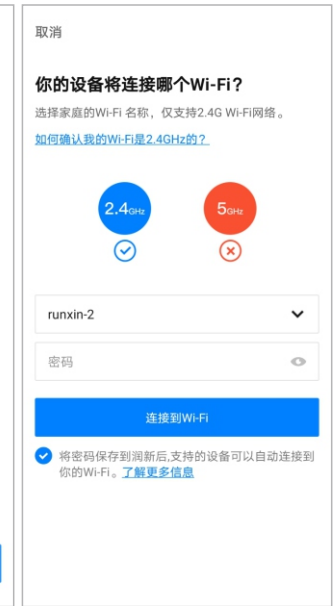 取消
你的设备将连接哪个Wi-Fi？
选择家庭的Wi-Fi 名称，仅支持2.4G Wi-Fi网络。
如何确认我的Wi-Fi是2.4GHz的？
2.4GHz 5GHz
runxin-2
密码
连接到Wi-Fi
将密码保存到润新后,支持的设备可以自动连接到
你的Wi-Fi。了解更多信息